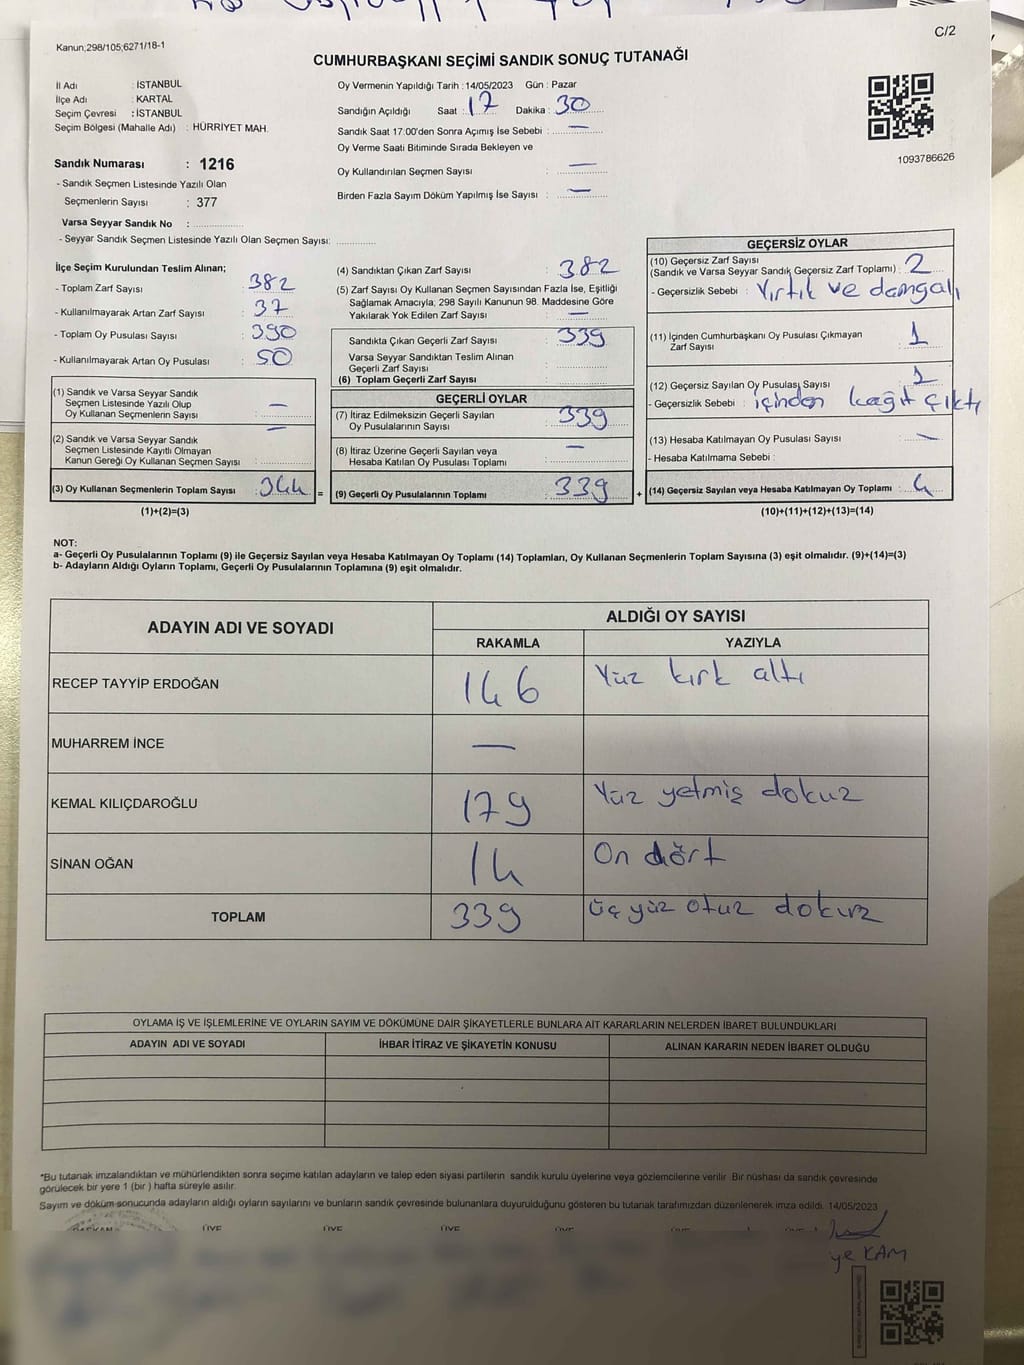 C/2
Kanun;298/105;6271/18-1
CUMHURBAŞKANI SEÇİMİ SANDIK SONUÇ TUTANAĞI
İl Adı : İSTANBUL
İlçe Adı : KARTAL
Seçim Çevresi : İSTANBUL
Seçim Bölgesi (Mahalle Adı) : HÜRRİYET MAH.
Sandık Numarası : 1216
- Sandık Seçmen Listesinde Yazılı Olan
Seçmenlerin Sayısı : 377
Varsa Seyyar Sandık No :
- Seyyar Sandık Seçmen Listesinde Yazılı Olan Seçmen Sayısı:
Oy Vermenin Yapıldığı Tarih :14/05/2023 Gün : Pazar
Sandığın Açıldığı Saat : 17 Dakika : 30
Sandık Saat 17:00'den Sonra Açımış İse Sebebi : —
Oy Verme Saati Bitiminde Sırada Bekleyen ve
Oy Kullandırılan Seçmen Sayısı : —
Birden Fazla Sayım Döküm Yapılmış İse Sayısı : —
1093786626
İlçe Seçim Kurulundan Teslim Alınan;
- Toplam Zarf Sayısı : 382
- Kullanılmayarak Artan Zarf Sayısı : 37
- Toplam Oy Pusulası Sayısı : 390
- Kullanılmayarak Artan Oy Pusulası : 50
(1) Sandık ve Varsa Seyyar Sandık
Seçmen Listesinde Yazılı Olup
Oy Kullanan Seçmenlerin Sayısı : —
(2) Sandık ve Varsa Seyyar Sandık
Seçmen Listesinde Kayıtlı Olmayan
Kanun Gereği Oy Kullanan Seçmen Sayısı : —
(3) Oy Kullanan Seçmenlerin Toplam Sayısı : 344 =
(1)+(2)=(3)
(4) Sandıktan Çıkan Zarf Sayısı : 382
(5) Zarf Sayısı Oy Kullanan Seçmen Sayısından Fazla İse, Eşitliği
Sağlamak Amacıyla, 298 Sayılı Kanunun 98. Maddesine Göre
Yakılarak Yok Edilen Zarf Sayısı : —
Sandıkta Çıkan Geçerli Zarf Sayısı : 339
Varsa Seyyar Sandıktan Teslim Alınan
Geçerli Zarf Sayısı :
(6) Toplam Geçerli Zarf Sayısı
GEÇERLİ OYLAR
(7) İtiraz Edilmeksizin Geçerli Sayılan
Oy Pusulalarının Sayısı : 339
(8) İtiraz Üzerine Geçerli Sayılan veya
Hesaba Katılan Oy Pusulası Toplamı : —
(9) Geçerli Oy Pusulalarının Toplamı : 339 +
GEÇERSİZ OYLAR
(10) Geçersiz Zarf Sayısı
(Sandık ve Varsa Seyyar Sandık Geçersiz Zarf Toplamı) : 2
- Geçersizlik Sebebi : Yırtık ve damgalı
(11) İçinden Cumhurbaşkanı Oy Pusulası Çıkmayan
Zarf Sayısı : 1
(12) Geçersiz Sayılan Oy Pusulası Sayısı : 1
- Geçersizlik Sebebi : içinden kağıt çıktı
(13) Hesaba Katılmayan Oy Pusulası Sayısı : —
- Hesaba Katılmama Sebebi :
(14) Geçersiz Sayılan veya Hesaba Katılmayan Oy Toplamı : 4
(10)+(11)+(12)+(13)=(14)
NOT:
a- Geçerli Oy Pusulalarının Toplamı (9) ile Geçersiz Sayılan veya Hesaba Katılmayan Oy Toplamı (14) Toplamları, Oy Kullanan Seçmenlerin Toplam Sayısına (3) eşit olmalıdır. (9)+(14)=(3)
b- Adayların Aldığı Oyların Toplamı, Geçerli Oy Pusulalarının Toplamına (9) eşit olmalıdır.
ADAYIN ADI VE SOYADI ALDIĞI OY SAYISI
RAKAMLA YAZIYLA
RECEP TAYYİP ERDOĞAN 146 Yüz kırk altı
MUHARREM İNCE —
KEMAL KILIÇDAROĞLU 179 Yüz yetmiş dokuz
SİNAN OĞAN 14 On dört
TOPLAM 339 üç yüz otuz dokuz
OYLAMA İŞ VE İŞLEMLERİNE VE OYLARIN SAYIM VE DÖKÜMÜNE DAİR ŞİKAYETLERLE BUNLARA AİT KARARLARIN NELERDEN İBARET BULUNDUKLARI
ADAYIN ADI VE SOYADI İHBAR İTİRAZ VE ŞİKAYETİN KONUSU ALINAN KARARIN NEDEN İBARET OLDUĞU
*Bu tutanak imzalandıktan ve mühürlendikten sonra seçime katılan adayların ve talep eden siyasi partilerin sandık kurulu üyelerine veya gözlemcilerine verilir. Bir nüshası da sandık çevresinde
görülecek bir yere 1 (bir ) hafta süreyle asılır.
Sayım ve döküm sonucunda adayların aldığı oyların sayılarını ve bunların sandık çevresinde bulunanlara duyurulduğunu gösteren bu tutanak tarafımızdan düzenlenerek imza edildi. 14/05/2023
BAŞKAN ÜYE ÜYE ÜYE ÜYE